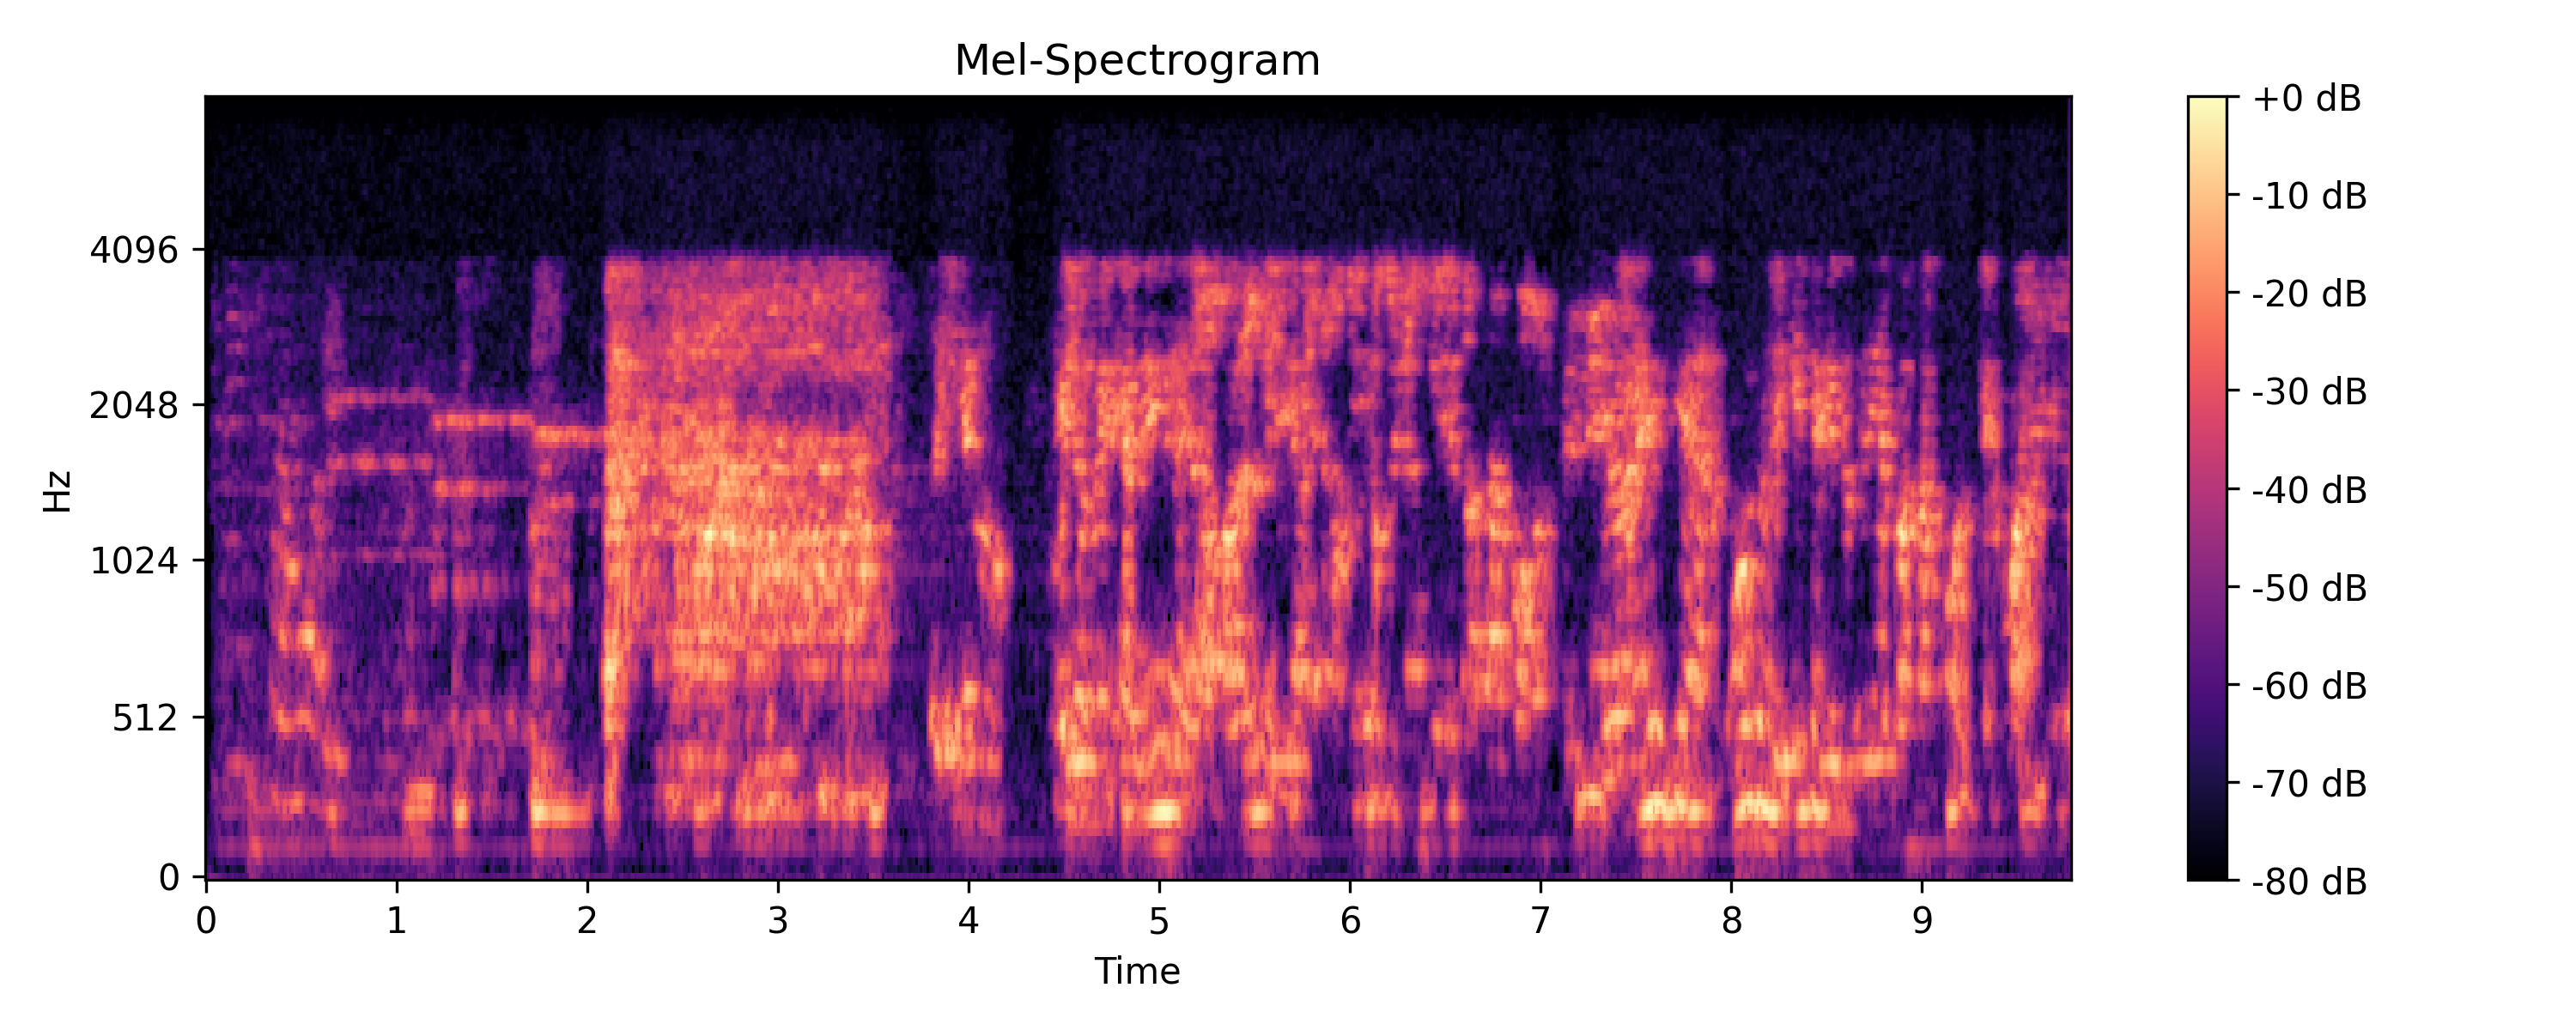 Mel-Spectrogram
+0 dB
-10 dB
-20 dB
-30 dB
-40 dB
-50 dB
-60 dB
-70 dB
-80 dB
Hz
4096
2048
1024
512
0
0 1 2 3 4 5 6 7 8 9
Time